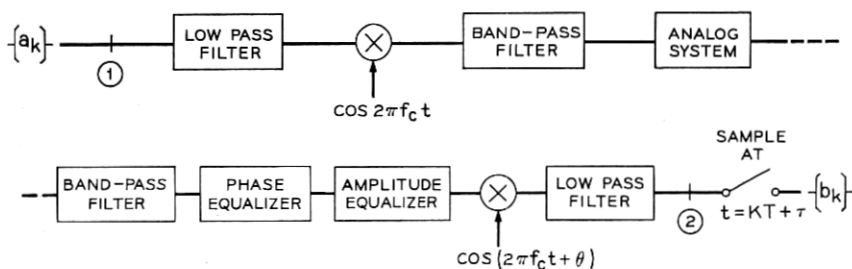 {a_k}
LOW PASS
FILTER
BAND-PASS
FILTER
ANALOG
SYSTEM
1
COS 2πf_c t
SAMPLE
AT
BAND-PASS
FILTER
PHASE
EQUALIZER
AMPLITUDE
EQUALIZER
LOW PASS
FILTER
{b_k}
2
t=KT+τ
COS(2πf_c t+θ)